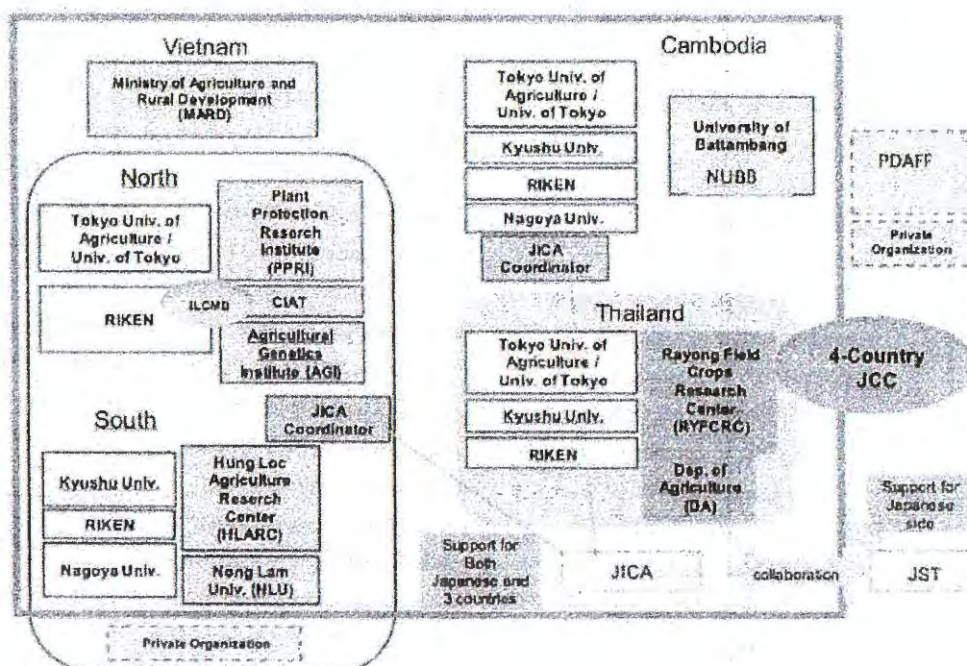 Vietnam
Ministry of Agriculture and
Rural Development
(MARD)
North
Tokyo Univ. of
Agriculture /
Univ. of Tokyo
Plant
Protection
Reserch
Institute
(PPRI)
RIKEN
ILCMD
CIAT
Agricultural
Genetics
Institute (AGI)
South
JICA
Coordinator
Kyushu Univ.
RIKEN
Nagoya Univ.
Hung Loc
Agriculture
Reserch
Center
(HLARC)
Nong Lam
Univ. (NLU)
Private Organization
Cambodia
Tokyo Univ. of
Agriculture /
Univ. of Tokyo
Kyushu Univ.
RIKEN
Nagoya Univ.
JICA
Coordinator
University of
Battambang
NUBB
PDAFF
Private
Organization
Thailand
Tokyo Univ. of
Agriculture /
Univ. of Tokyo
Kyushu Univ.
RIKEN
Rayong Field
Crops
Research
Center
(RYFCRC)
Dep. of
Agriculture
(DA)
4-Country
JCC
Support for
Japanese
side
Support for
Both
Japanese and
3 countries
JICA
collaboration
JST